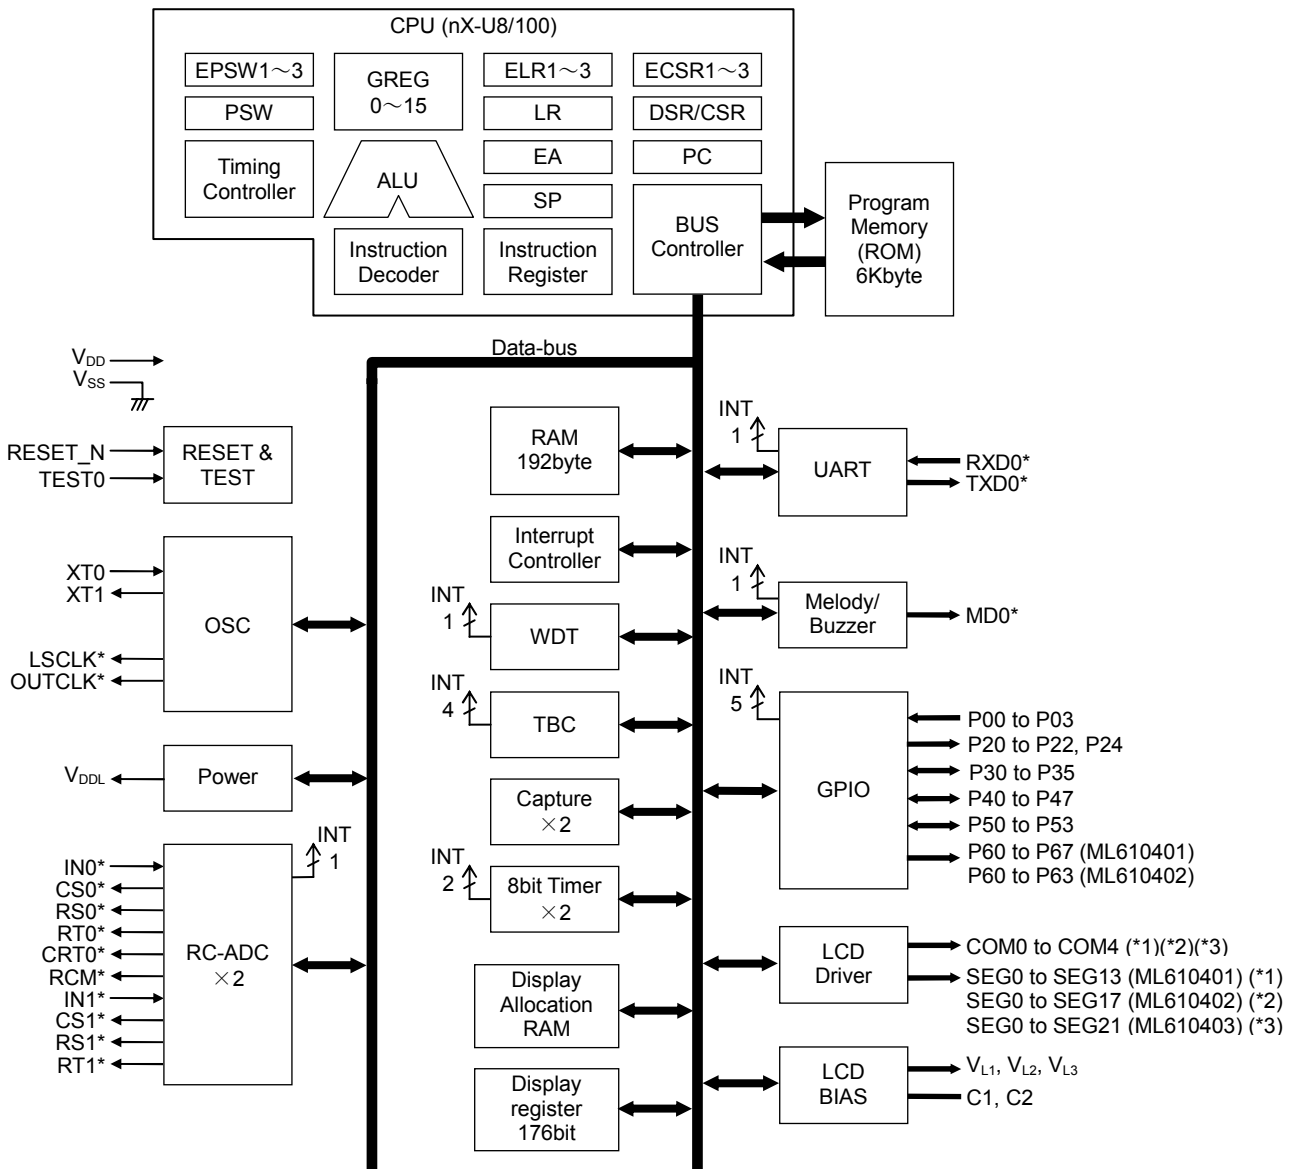 CPU (nX-U8/100)
EPSW1～3
GREG
0～15
ELR1～3
ECSR1～3
PSW
LR
DSR/CSR
Timing
Controller
ALU
EA
PC
SP
BUS
Controller
Program
Memory
(ROM)
6Kbyte
Instruction
Decoder
Instruction
Register
Data-bus
VDD
VSS
RESET_N
TEST0
RESET &
TEST
XT0
XT1
LSCLK*
OUTCLK*
OSC
VDDL
Power
INT
1
IN0*
CS0*
RS0*
RT0*
CRT0*
RCM*
IN1*
CS1*
RS1*
RT1*
RC-ADC
×2
RAM
192byte
Interrupt
Controller
INT
1
WDT
INT
4
TBC
Capture
×2
INT
2
8bit Timer
×2
Display
Allocation
RAM
Display
register
176bit
INT
1
UART
RXD0*
TXD0*
INT
1
Melody/
Buzzer
MD0*
INT
5
GPIO
P00 to P03
P20 to P22, P24
P30 to P35
P40 to P47
P50 to P53
P60 to P67 (ML610401)
P60 to P63 (ML610402)
LCD
Driver
COM0 to COM4 (*1)(*2)(*3)
SEG0 to SEG13 (ML610401) (*1)
SEG0 to SEG17 (ML610402) (*2)
SEG0 to SEG21 (ML610403) (*3)
LCD
BIAS
VL1, VL2, VL3
C1, C2